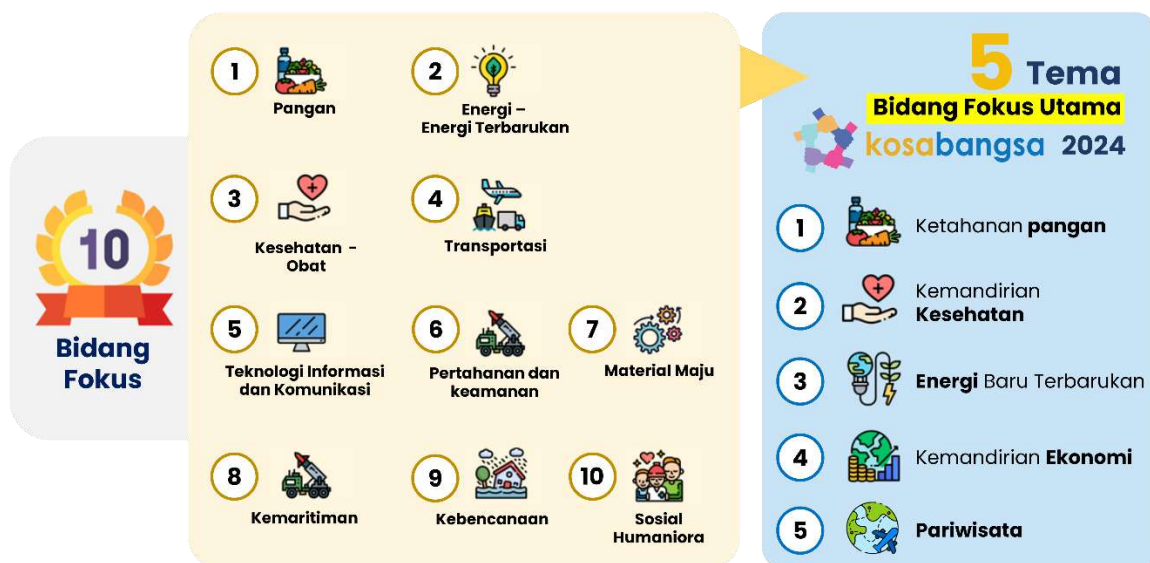 10
Bidang
Fokus
1
Pangan
2
Energi –
Energi Terbarukan
3
Kesehatan -
Obat
4
Transportasi
5
Teknologi Informasi
dan Komunikasi
6
Pertahanan dan
keamanan
7
Material Maju
8
Kemaritiman
9
Kebencanaan
10
Sosial
Humaniora
5 Tema
Bidang Fokus Utama
kosabangsa 2024
1
Ketahanan pangan
2
Kemandirian
Kesehatan
3
Energi Baru Terbarukan
4
Kemandirian Ekonomi
5
Pariwisata